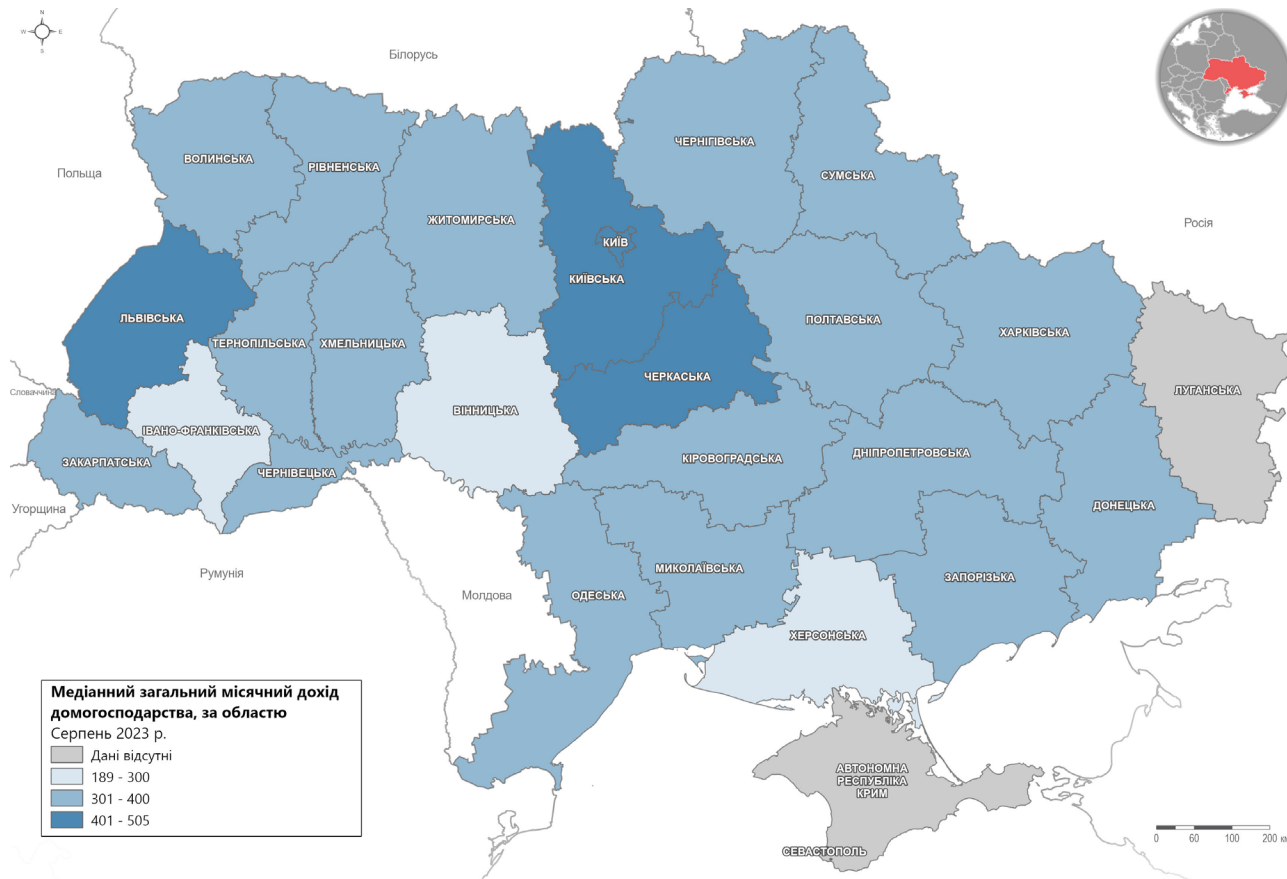 N
W
E
S
Білорусь
Польща
Росія
ВОЛИНСЬКА
РІВНЕНСЬКА
ЖИТОМИРСЬКА
ЧЕРНІГІВСЬКА
СУМСЬКА
КИЇВ
КИЇВСЬКА
ЛЬВІВСЬКА
ТЕРНОПІЛЬСЬКА
ХМЕЛЬНИЦЬКА
ПОЛТАВСЬКА
ХАРКІВСЬКА
ЧЕРКАСЬКА
ЛУГАНСЬКА
Словаччина
ВІННИЦЬКА
ІВАНО-ФРАНКІВСЬКА
ЗАКАРПАТСЬКА
ЧЕРНІВЕЦЬКА
КІРОВОГРАДСЬКА
ДНІПРОПЕТРОВСЬКА
ДОНЕЦЬКА
Угорщина
Румунія
Молдова
ОДЕСЬКА
МИКОЛАЇВСЬКА
ЗАПОРІЗЬКА
ХЕРСОНСЬКА
АВТОНОМНА
РЕСПУБЛІКА
КРИМ
СЕВАСТОПОЛЬ
Медіанний загальний місячний дохід
домогосподарства, за областю
Серпень 2023 р.
Дані відсутні
189 - 300
301 - 400
401 - 505
0 60 100 200 км